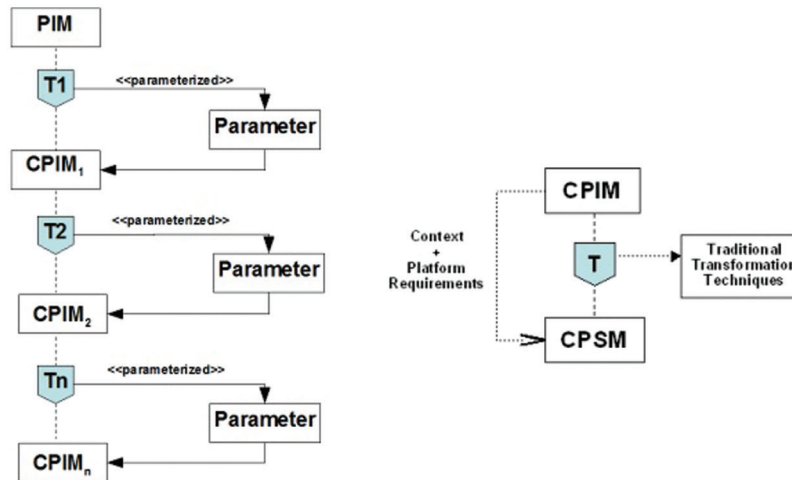 PIM
T1
<<parameterized>>
Parameter
CPIM1
T2
<<parameterized>>
Parameter
CPIM2
Tn
<<parameterized>>
Parameter
CPIMn
CPIM
Context
+
Platform
Requirements
T
Traditional
Transformation
Techniques
CPSM